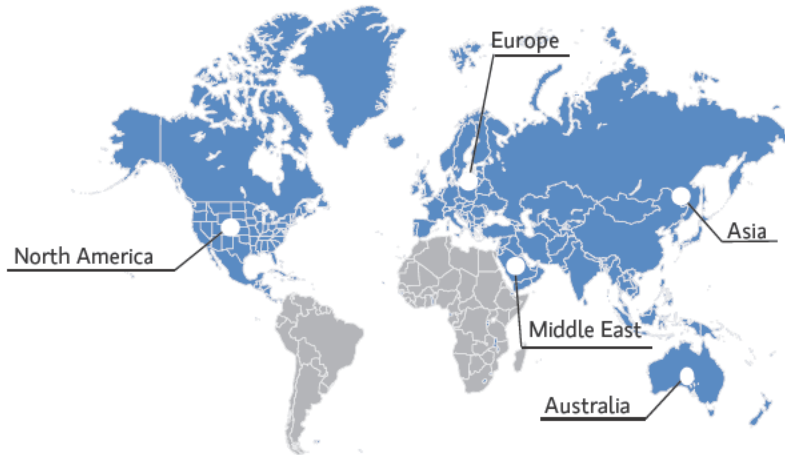 Europe
North America
Asia
Middle East
Australia